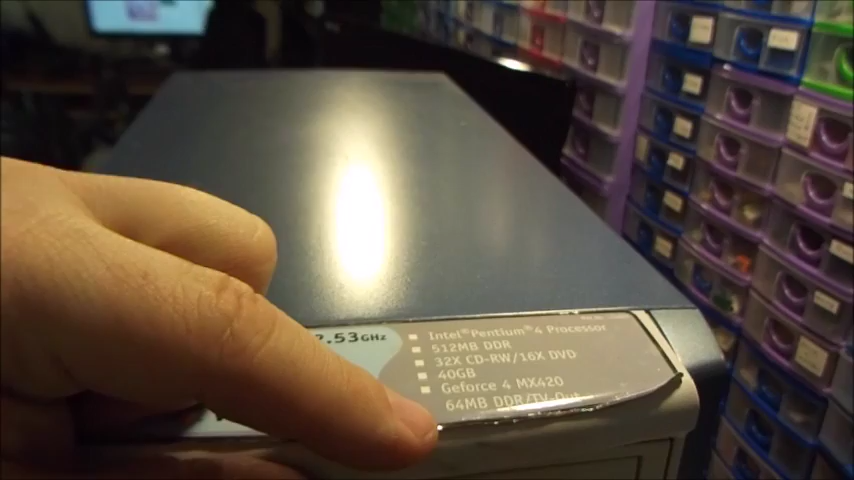 2.53GHz
Intel® Pentium® 4 Processor
512MB DDR
32X CD-RW/16X DVD
40GB
Geforce 4 MX420
64MB DDR/TV-Out